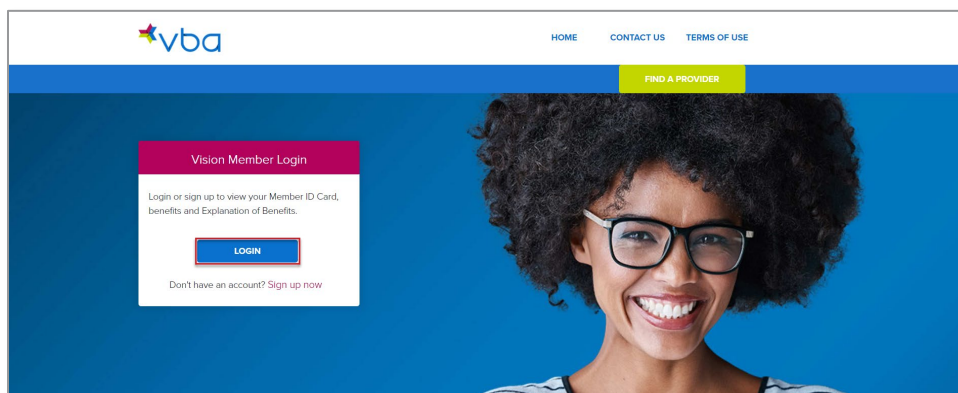 vba
HOME CONTACT US TERMS OF USE
FIND A PROVIDER
Vision Member Login
Login or sign up to view your Member ID Card,
benefits and Explanation of Benefits.
LOGIN
Don't have an account? Sign up now